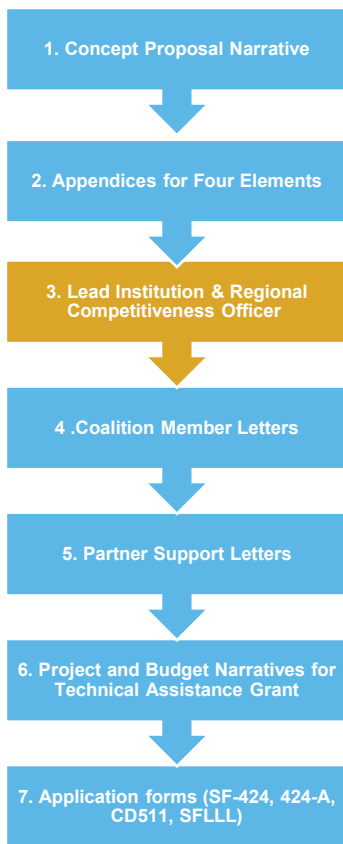 1. Concept Proposal Narrative
2. Appendices for Four Elements
3. Lead Institution & Regional
Competitiveness Officer
4 .Coalition Member Letters
5. Partner Support Letters
6. Project and Budget Narratives for
Technical Assistance Grant
7. Application forms (SF-424, 424-A,
CD511, SFLLL)